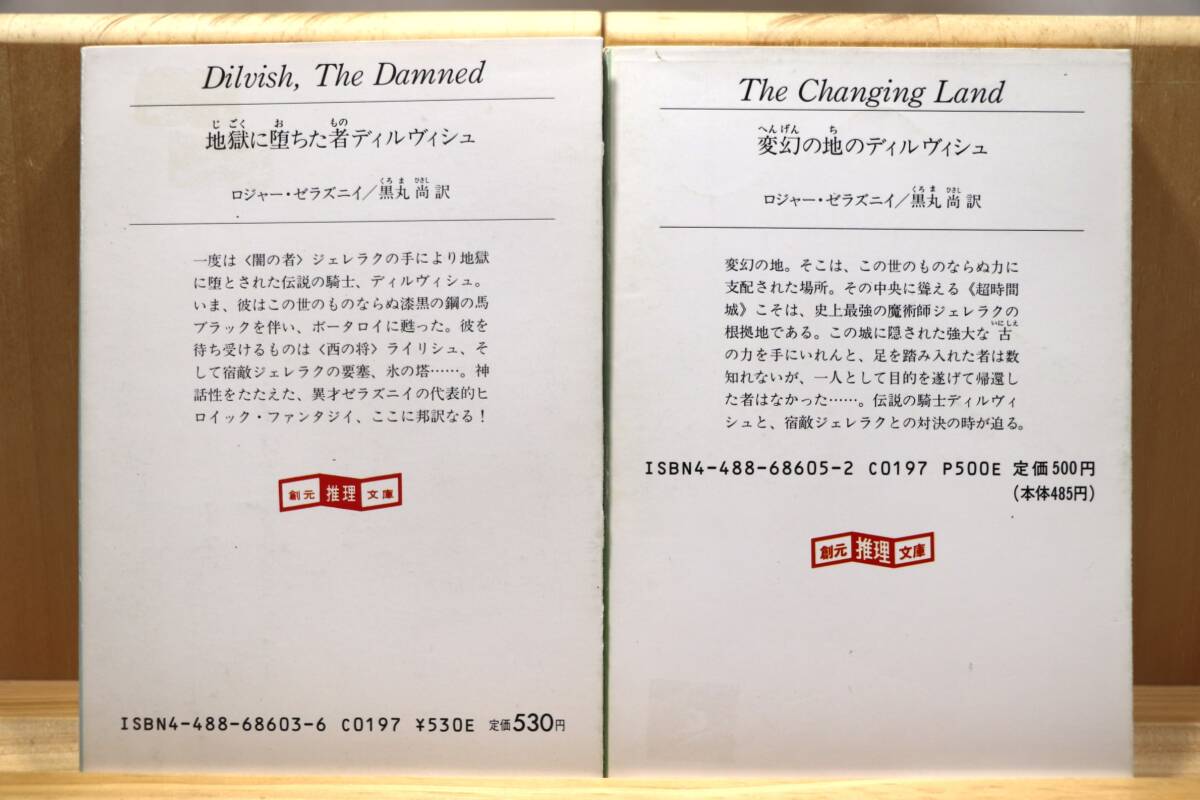 Dilvish, The Damned
じごく お もの
地獄に堕ちた者ディルヴィシュ
くろま ひさし
ロジャー・ゼラズニイ/黒丸 尚 訳
一度は〈闇の者〉ジェレラクの手により地獄
に堕とされた伝説の騎士、ディルヴィシュ。
いま、彼はこの世のものならぬ漆黒の鋼の馬
ブラックを伴い、ポータロイに甦った。彼を
待ち受けるものは〈西の将〉ライリシュ、そ
して宿敵ジェレラクの要塞、氷の塔……。神
話性をたたえた、異才ゼラズニイの代表的ヒ
ロイック・ファンタジイ、ここに邦訳なる!
創元 推理 文庫
ISBN4-488-68603-6 C0197 ¥530E 定価530円
The Changing Land
へんげん ち
変幻の地のディルヴィシュ
くろま ひさし
ロジャー・ゼラズニイ/黒丸 尚 訳
変幻の地。そこは、この世のものならぬ力に
支配された場所。その中央に聳える《超時間
城》こそは、史上最強の魔術師ジェレラクの
根拠地である。この城に隠された強大な古
いにしえ
の力を手にいれんと、足を踏み入れた者は数
知れないが、一人として目的を遂げて帰還し
た者はなかった……。伝説の騎士ディルヴィ
シュと、宿敵ジェレラクとの対決の時が迫る。
ISBN4-488-68605-2 C0197 P500E 定価500円
(本体485円)
創元 推理 文庫